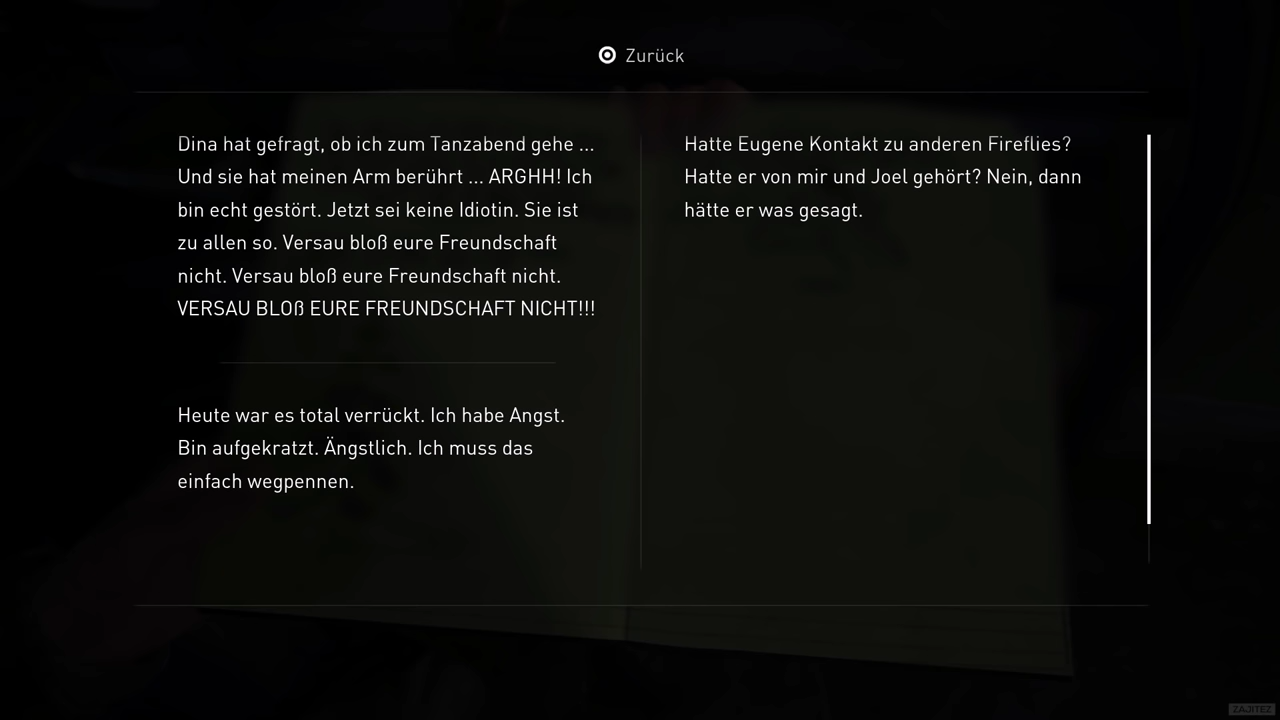 Zurück
Dina hat gefragt, ob ich zum Tanzabend gehe ...
Und sie hat meinen Arm berührt ... ARGHH! Ich
bin echt gestört. Jetzt sei keine Idiotin. Sie ist
zu allen so. Versau bloß eure Freundschaft
nicht. Versau bloß eure Freundschaft nicht.
VERSAU BLOß EURE FREUNDSCHAFT NICHT!!!
Heute war es total verrückt. Ich habe Angst.
Bin aufgekratzt. Ängstlich. Ich muss das
einfach wegpennen.
Hatte Eugene Kontakt zu anderen Fireflies?
Hatte er von mir und Joel gehört? Nein, dann
hätte er was gesagt.
ZAJITEZ